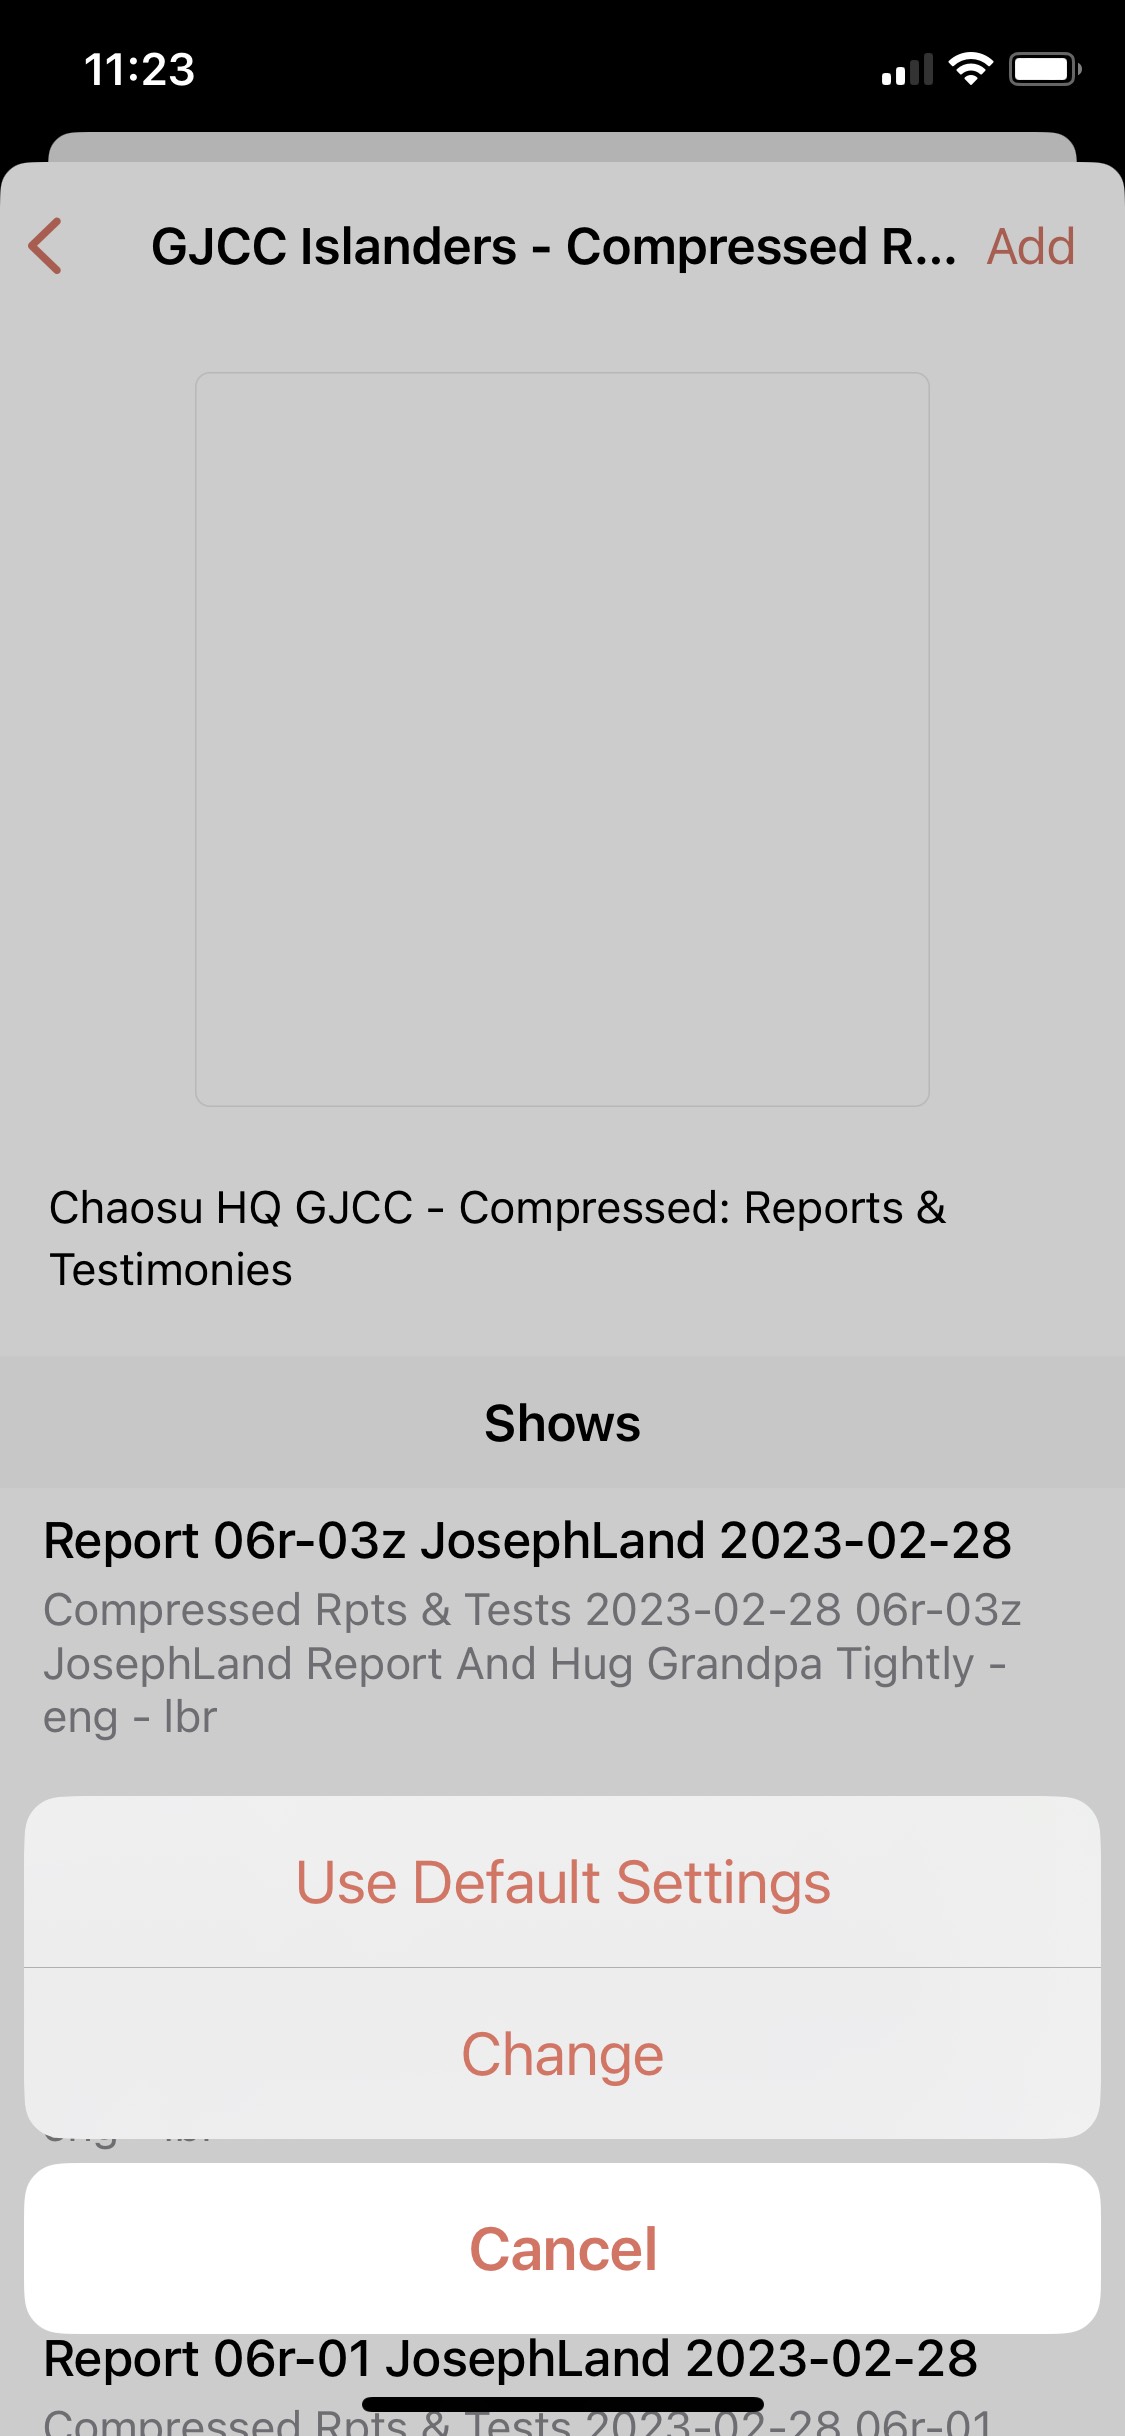 11:23
GJCC Islanders - Compressed R...
Add
Chaosu HQ GJCC - Compressed: Reports &
Testimonies
Shows
Report 06r-03z JosephLand 2023-02-28
Compressed Rpts & Tests 2023-02-28 06r-03z
JosephLand Report And Hug Grandpa Tightly -
eng - lbr
Use Default Settings
Change
Cancel
Report 06r-01 JosephLand 2023-02-28
Compressed Rpts & Tests 2023-02-28 06r-01